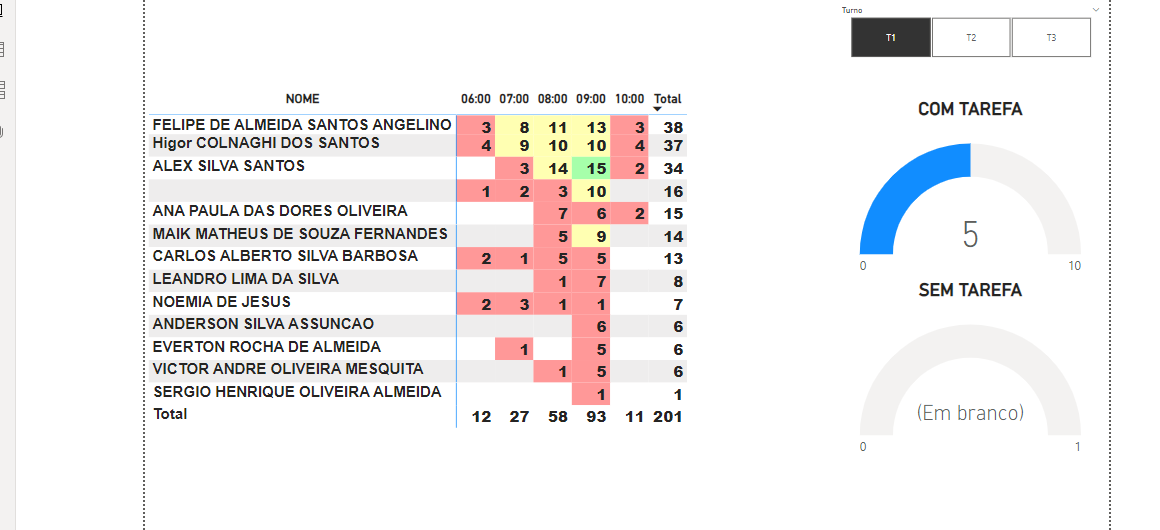 Turno
T1 T2 T3
NOME 06:00 07:00 08:00 09:00 10:00 Total
FELIPE DE ALMEIDA SANTOS ANGELINO 3 8 11 13 3 38
Higor COLNAGHI DOS SANTOS 4 9 10 10 4 37
ALEX SILVA SANTOS 3 14 15 2 34
1 2 3 10 16
ANA PAULA DAS DORES OLIVEIRA 7 6 2 15
MAIK MATHEUS DE SOUZA FERNANDES 5 9 14
CARLOS ALBERTO SILVA BARBOSA 2 1 5 5 13
LEANDRO LIMA DA SILVA 1 7 8
NOEMIA DE JESUS 2 3 1 1 7
ANDERSON SILVA ASSUNCAO 6 6
EVERTON ROCHA DE ALMEIDA 1 5 6
VICTOR ANDRE OLIVEIRA MESQUITA 1 5 6
SERGIO HENRIQUE OLIVEIRA ALMEIDA 1 1
Total 12 27 58 93 11 201
COM TAREFA
5
0 10
SEM TAREFA
(Em branco)
0 1